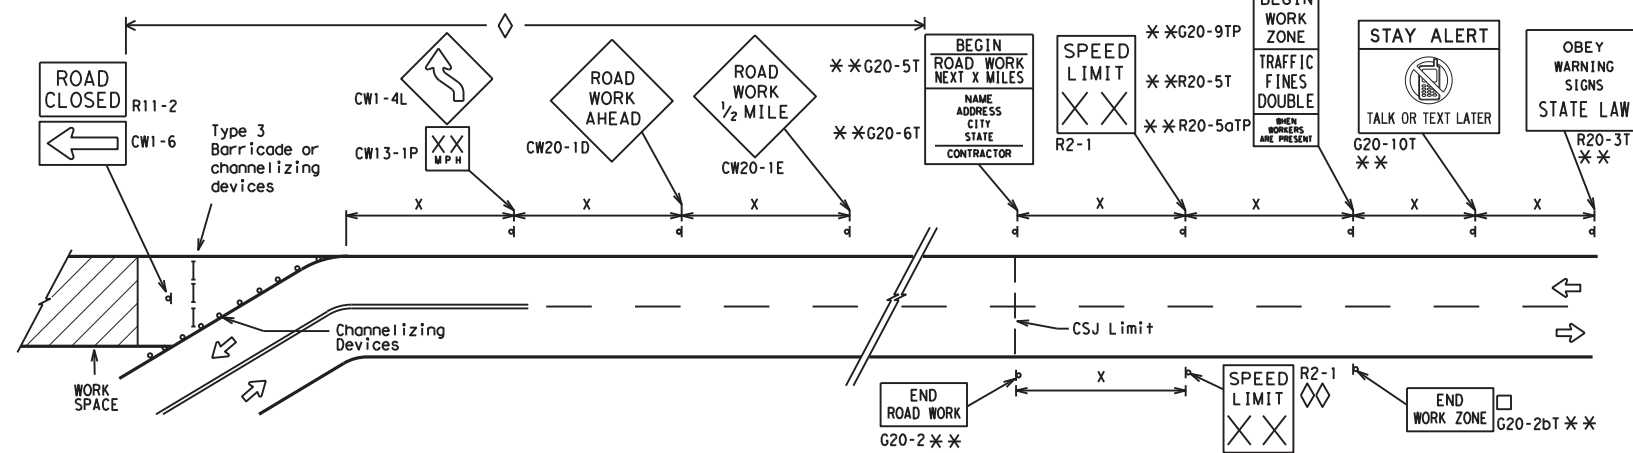 ROAD
CLOSED
R11-2
CW1-6
Type 3
Barricade or
channelizing
devices
CW1-4L
XX
MPH
CW13-1P
ROAD
WORK
AHEAD
CW20-1D
ROAD
WORK
1/2 MILE
CW20-1E
**G20-5T
**G20-6T
BEGIN
ROAD WORK
NEXT X MILES
NAME
ADDRESS
CITY
STATE
CONTRACTOR
SPEED
LIMIT
XX
R2-1
**G20-9TP
**R20-5T
**R20-5aTP
BEGIN
WORK
ZONE
TRAFFIC
FINES
DOUBLE
WHEN
WORKERS
ARE PRESENT
STAY ALERT
TALK OR TEXT LATER
G20-10T
**
OBEY
WARNING
SIGNS
STATE LAW
R20-3T
**
X
X
X
X
X
X
X
Channelizing
Devices
WORK
SPACE
CSJ Limit
END
ROAD WORK
G20-2 **
X
SPEED
LIMIT
XX
R2-1
END
WORK ZONE
G20-2bT **